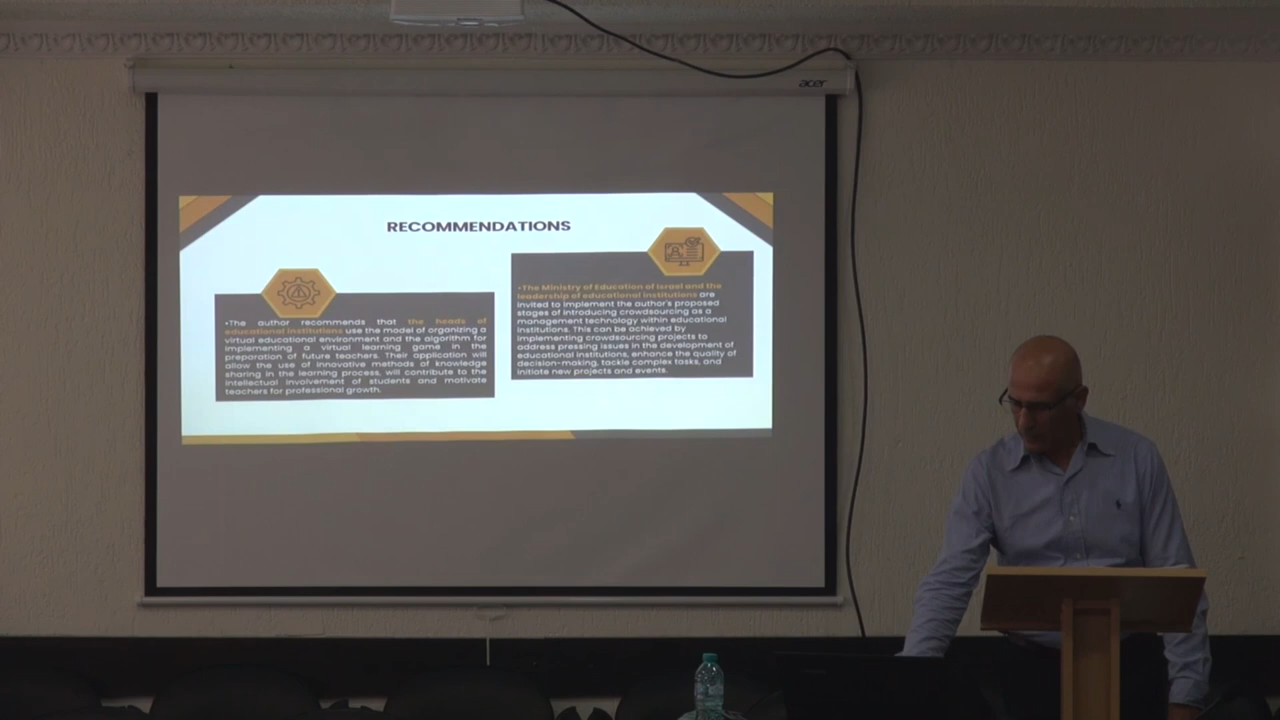 acer
RECOMMENDATIONS
•The author recommends that the heads of
educational institutions use the model of organizing a
virtual educational environment and the algorithm for
implementing a virtual learning game in the
preparation of future teachers. Their application will
allow the use of innovative methods of knowledge
sharing in the learning process, will contribute to the
intellectual involvement of students and motivate
teachers for professional growth.
•The Ministry of Education of Israel and the
leadership of educational institutions are
invited to implement the author's proposed
stages of introducing crowdsourcing as a
management technology within educational
institutions. This can be achieved by
implementing crowdsourcing projects to
address pressing issues in the development of
educational institutions, enhance the quality of
decision-making, tackle complex tasks, and
initiate new projects and events.